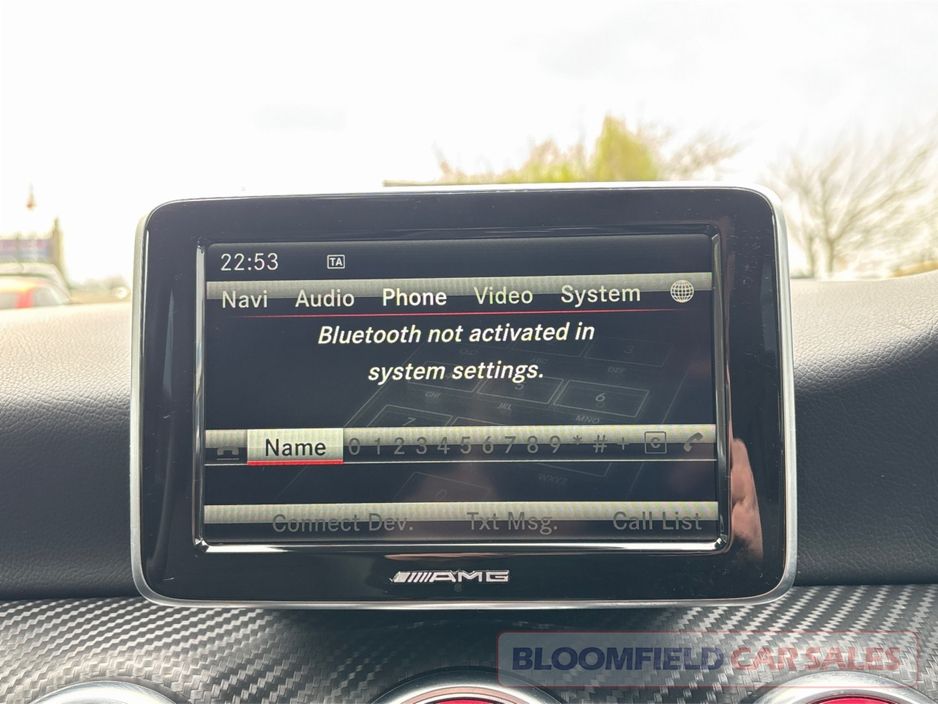 22:53 TA
Navi Audio Phone Video System
Bluetooth not activated in
system settings.
Name 0 1 2 3 4 5 6 7 8 9 * # + C
Connect Dev. Txt Msg. Call List
AMG
BLOOMFIELD CAR SALES